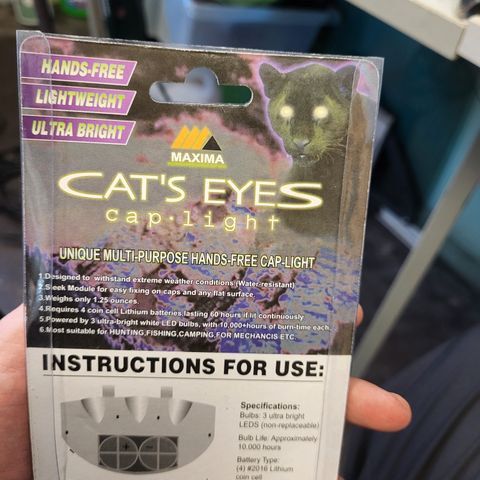 HANDS-FREE
LIGHTWEIGHT
ULTRA BRIGHT
MAXIMA
CAT'S EYES
cap·light
UNIQUE MULTI-PURPOSE HANDS-FREE CAP-LIGHT
1.Designed to withstand extreme weather conditions.(Water-resistant)
2.Sleek Module for easy fixing on caps and any flat surface.
3.Weighs only 1.25 ounces.
4.Requires 4 coin cell Lithium batteries,lasting 60 hours if lit continuously
5.Powered by 3 ultra-bright white LED bulbs, with 10,000+hours of burn-time each.
6.Most suitable for HUNTING,FISHING,CAMPING,FOR MECHANCIS ETC.
INSTRUCTIONS FOR USE:
Specifications:
Bulbs: 3 ultra bright
LEDS (non-replaceable)
Bulb Life: Approximately
10.000 hours
Battery Type:
(4) #2016 Lithium
coin cell